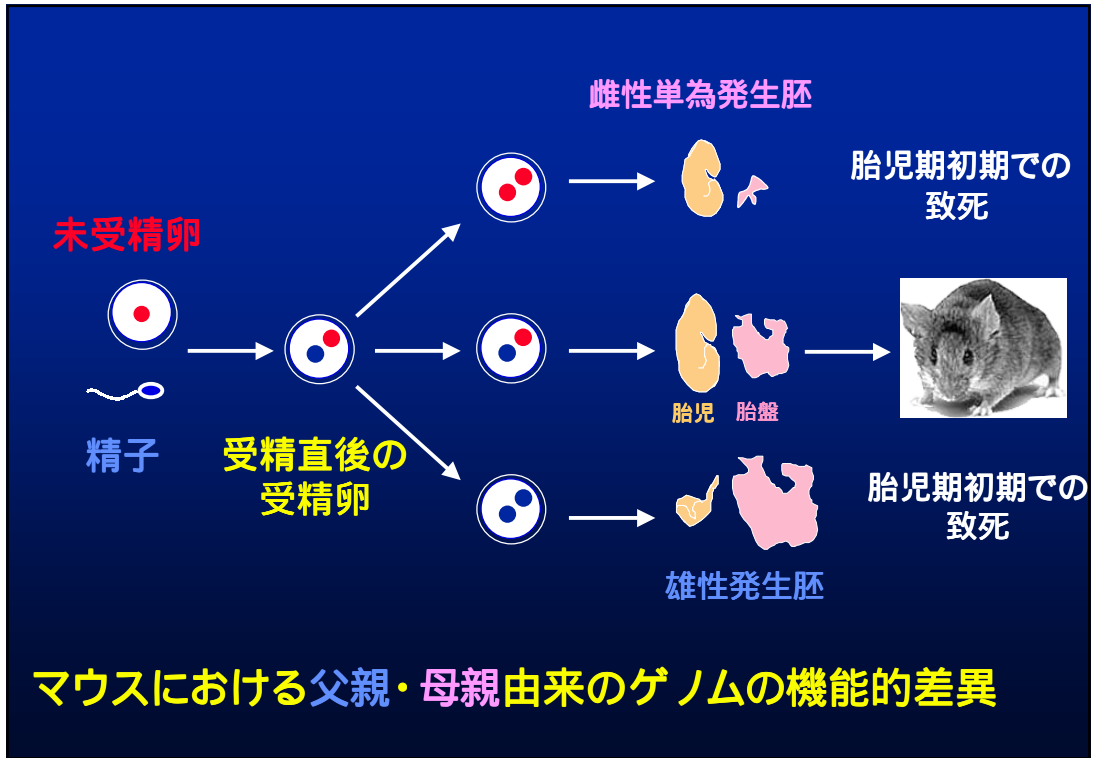 雌性単為発生胚
胎児期初期での
致死
未受精卵
胎児
胎盤
精子
受精直後の
受精卵
胎児期初期での
致死
雄性発生胚
マウスにおける父親・母親由来のゲノムの機能的差異